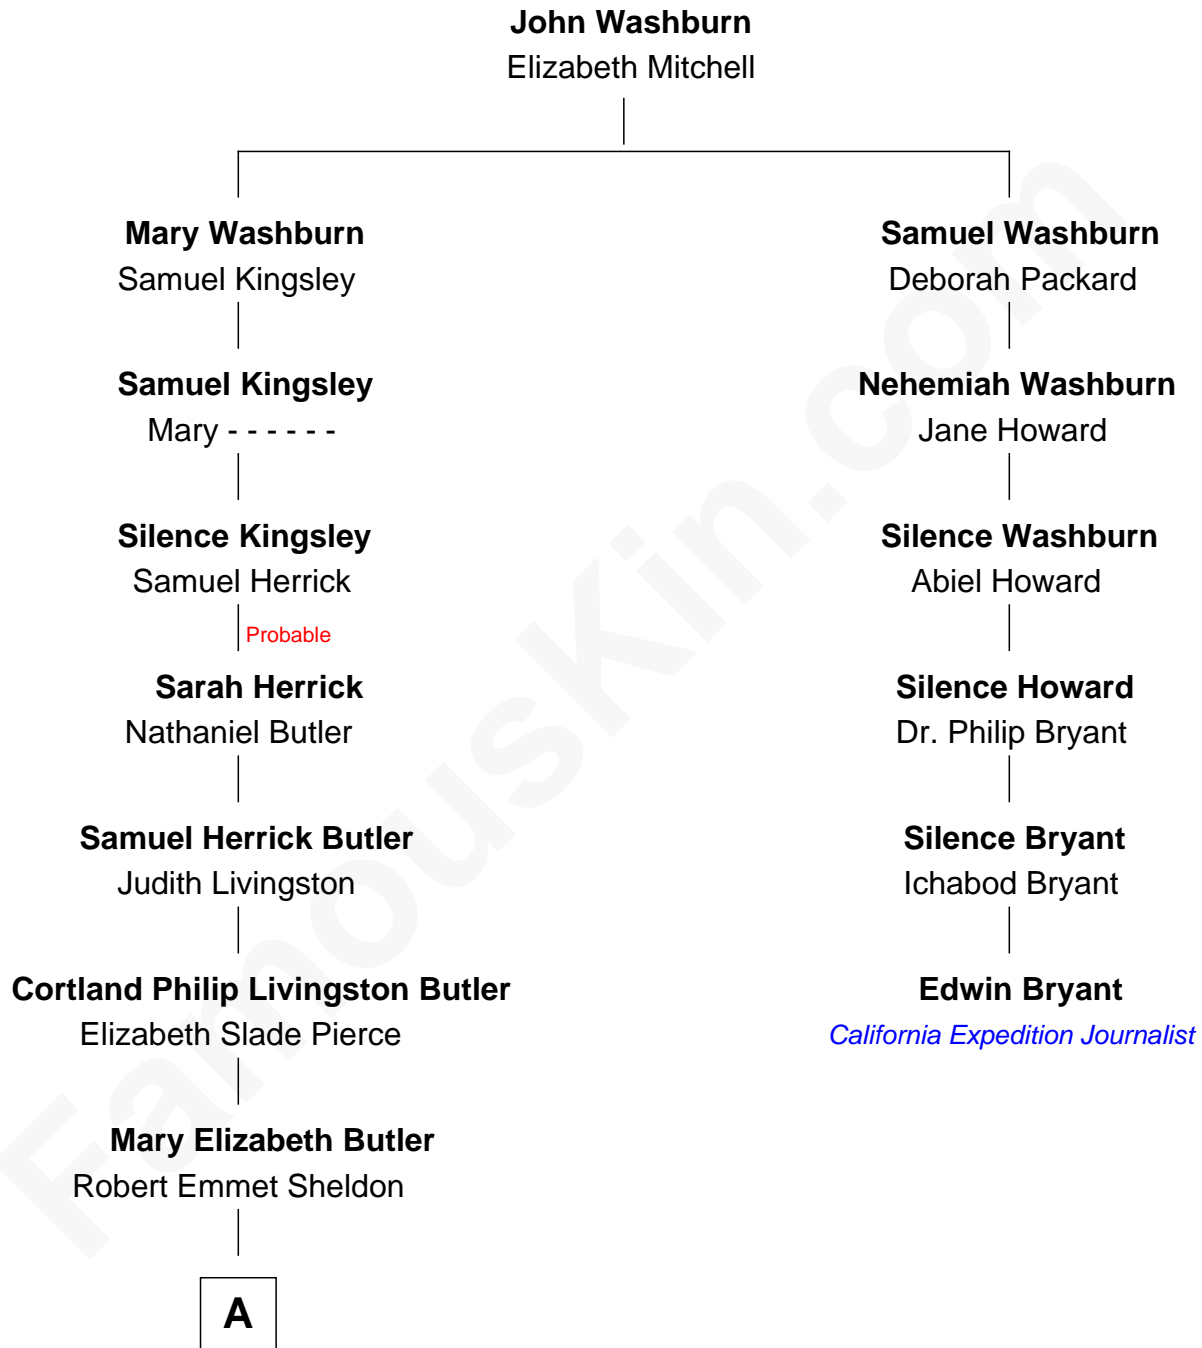 John Washburn
Elizabeth Mitchell
Mary Washburn
Samuel Kingsley
Samuel Washburn
Deborah Packard
Samuel Kingsley
Mary - - - - - -
Nehemiah Washburn
Jane Howard
Silence Kingsley
Samuel Herrick
Silence Washburn
Abiel Howard
Probable
Sarah Herrick
Nathaniel Butler
Silence Howard
Dr. Philip Bryant
Samuel Herrick Butler
Judith Livingston
Silence Bryant
Ichabod Bryant
Cortland Philip Livingston Butler
Elizabeth Slade Pierce
Edwin Bryant
California Expedition Journalist
Mary Elizabeth Butler
Robert Emmet Sheldon
A
FamousKin.com